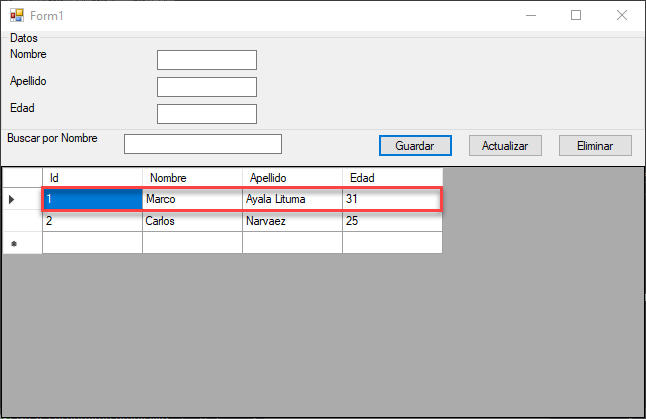 Form1
Datos
Nombre
Apellido
Edad
Buscar por Nombre Guardar Actualizar Eliminar
Id Nombre Apellido Edad
1 Marco Ayala Lituma 31
2 Carlos Narvaez 25